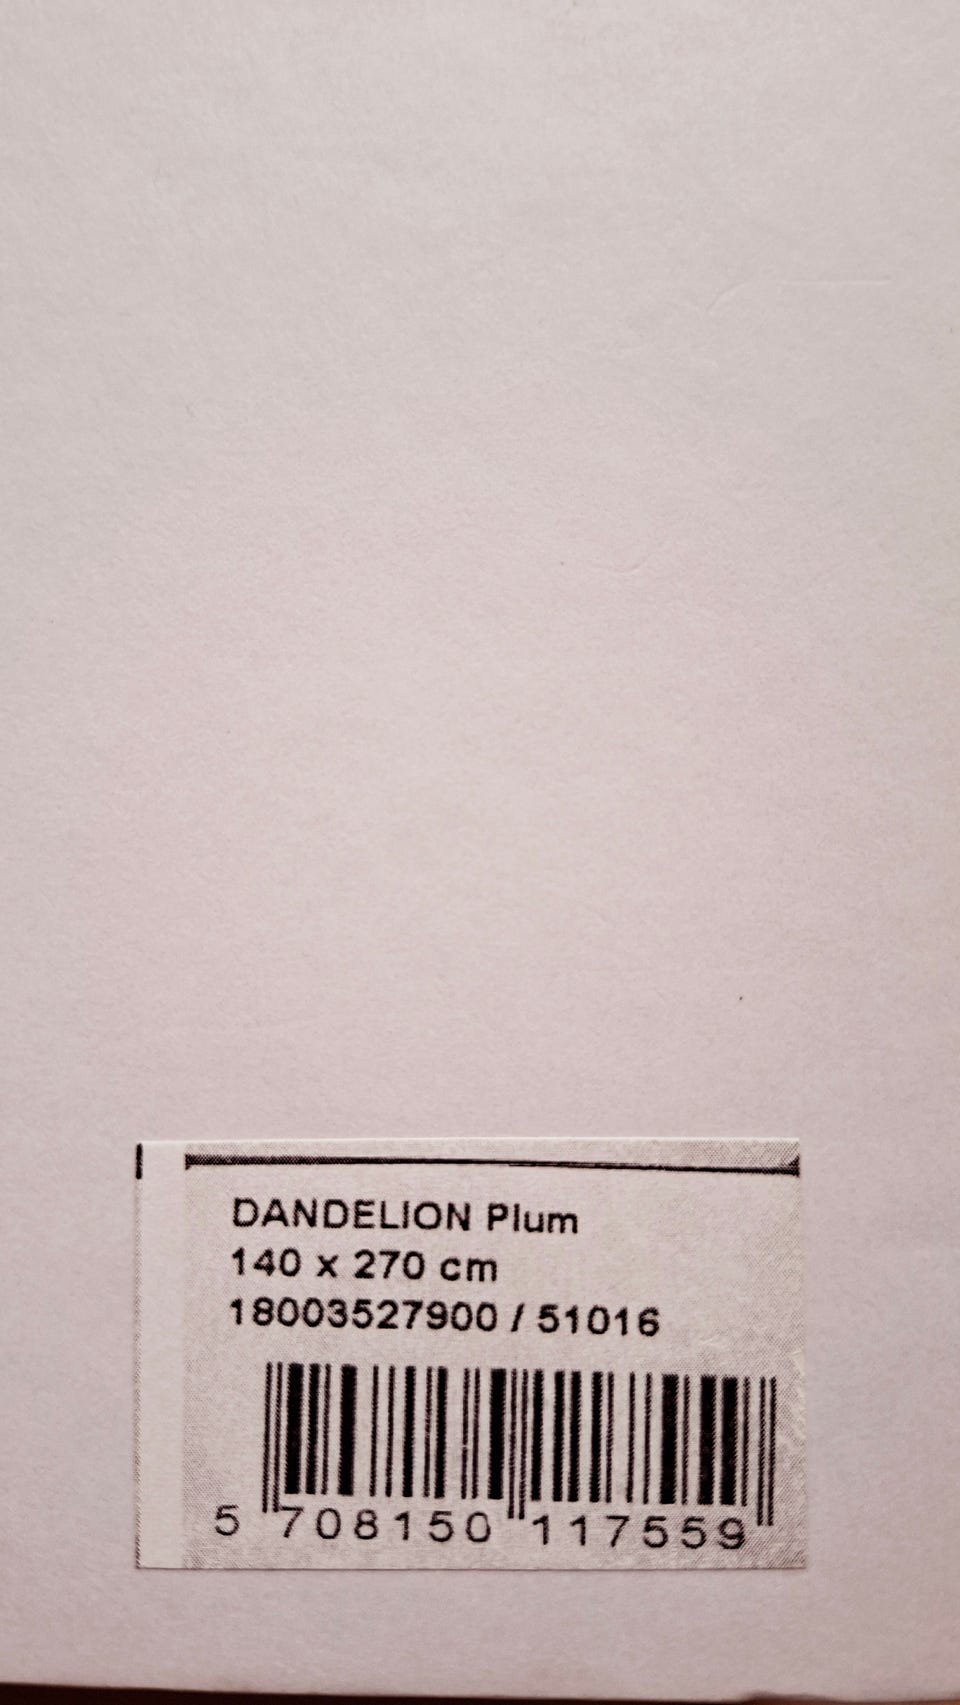 DANDELION Plum
140 x 270 cm
18003527900 / 51016
5 708150 117559